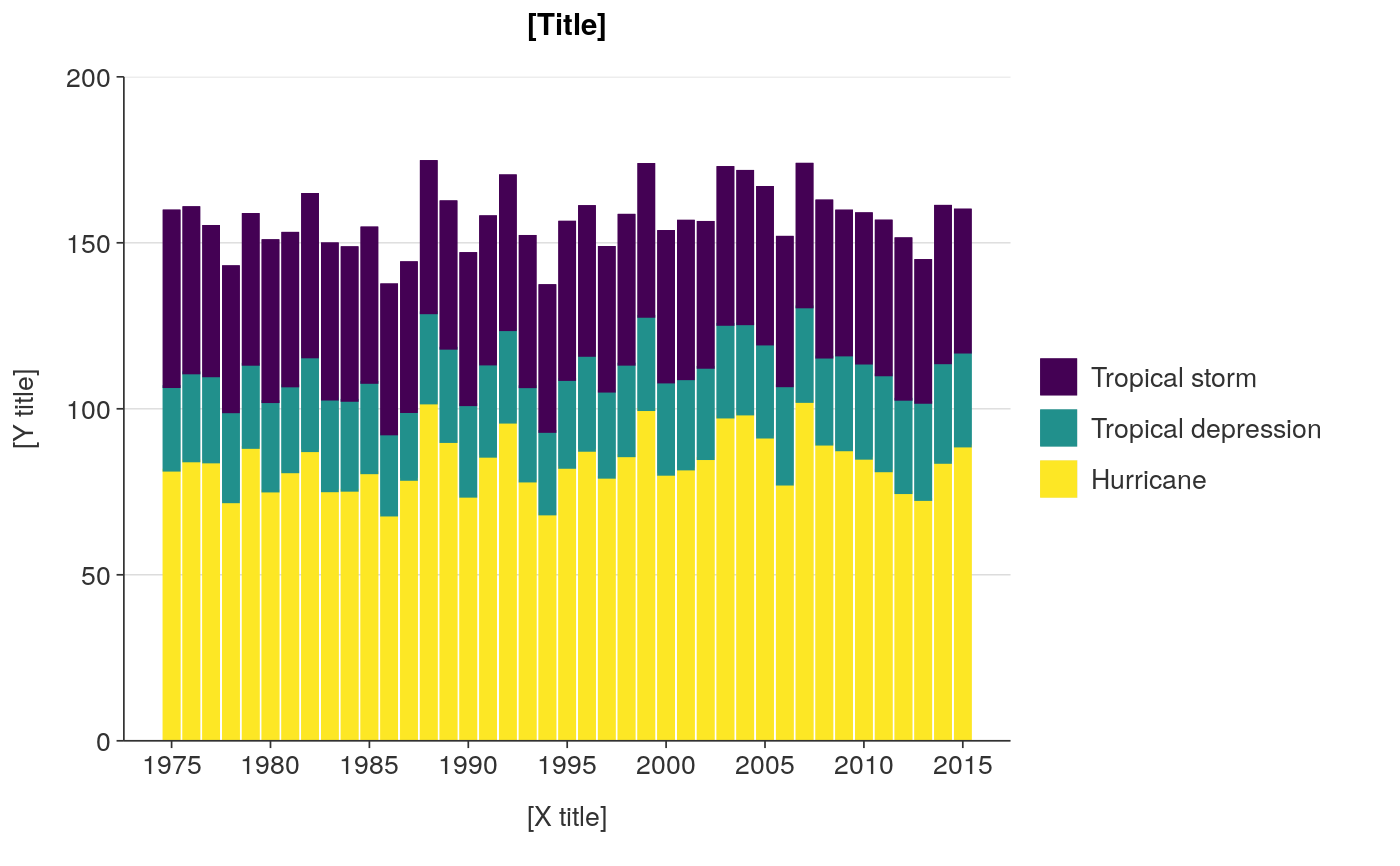 [Title]
200
150
100
50
0
[Y title]
1975 1980 1985 1990 1995 2000 2005 2010 2015
[X title]
Tropical storm
Tropical depression
Hurricane